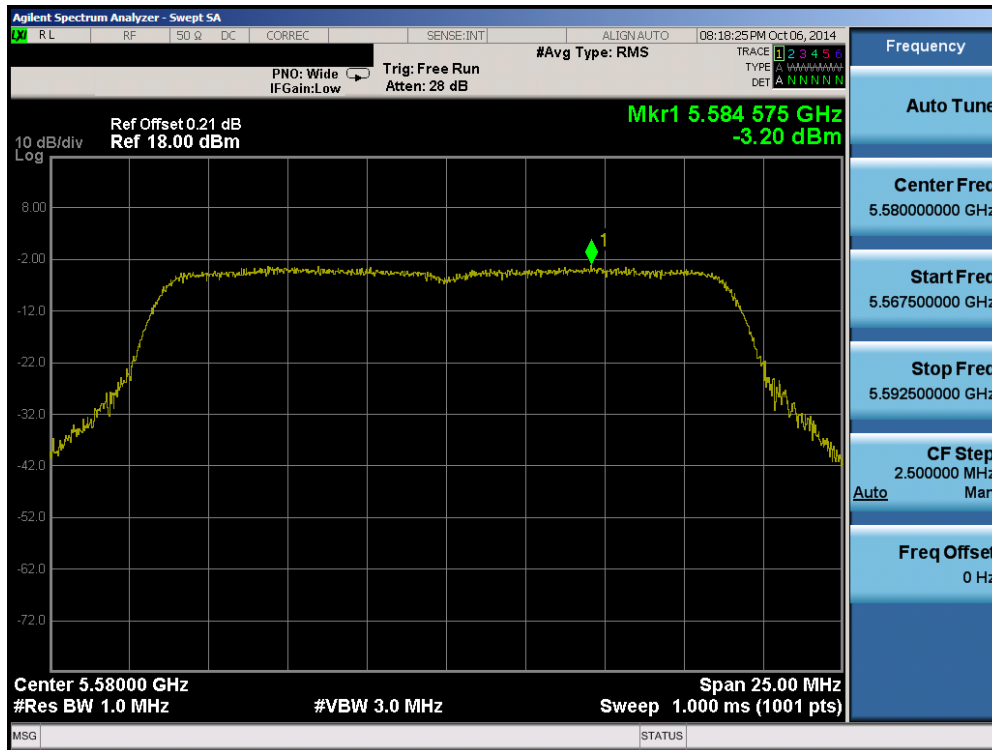 Agilent Spectrum Analyzer - Swept SA
LXI RL RF 50 Ω DC CORREC SENSE:INT ALIGN AUTO 08:18:25 PM Oct 06, 2014
#Avg Type: RMS TRACE 1 2 3 4 5 6
PNO: Wide Trig: Free Run TYPE A WWWWW
IFGain:Low Atten: 28 dB DET A N N N N N
Frequency
Mkr1 5.584 575 GHz
-3.20 dBm
Ref Offset 0.21 dB
10 dB/div Ref 18.00 dBm
Log
1
8.00
-2.00
-12.0
-22.0
-32.0
-42.0
-52.0
-62.0
-72.0
Center 5.58000 GHz Span 25.00 MHz
#Res BW 1.0 MHz #VBW 3.0 MHz Sweep 1.000 ms (1001 pts)
MSG STATUS
Auto Tune
Center Freq
5.580000000 GHz
Start Freq
5.567500000 GHz
Stop Freq
5.592500000 GHz
CF Step
2.500000 MHz
Auto Man
Freq Offset
0 Hz